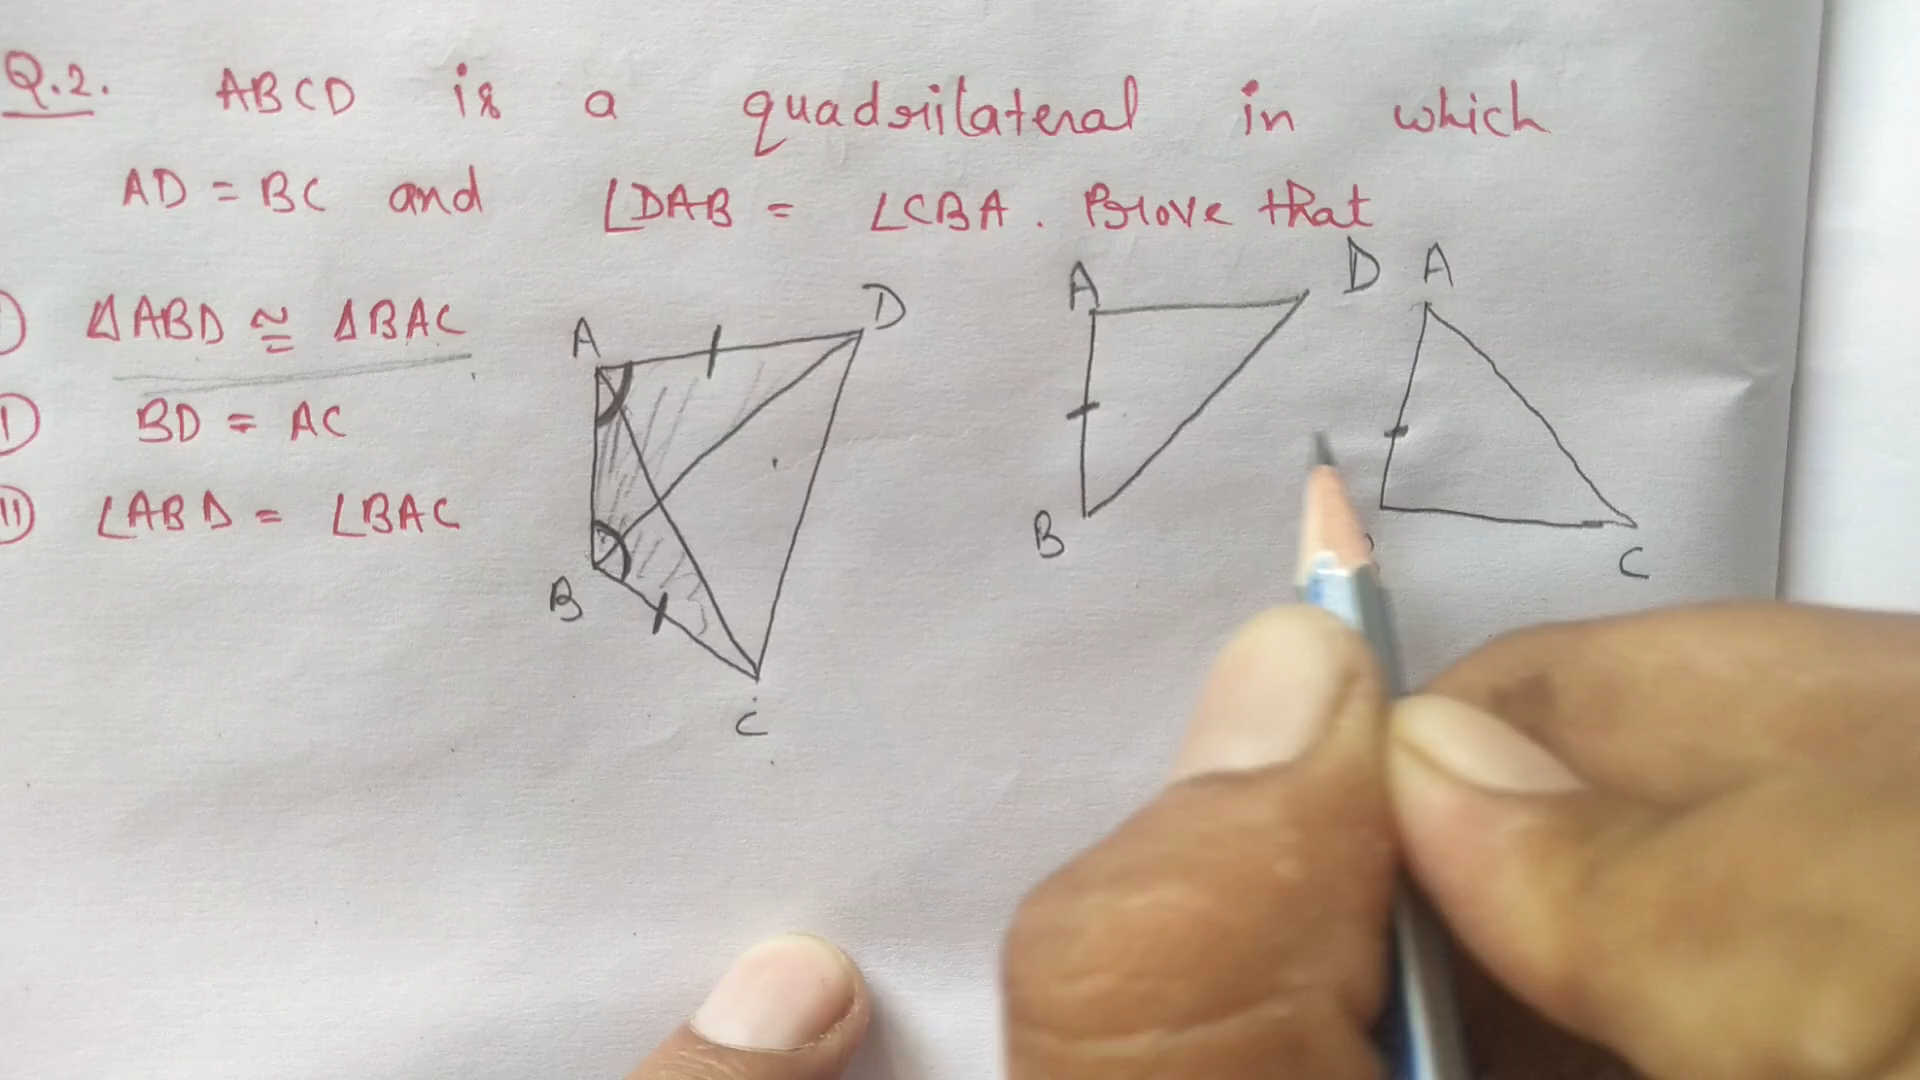 Q.2. ABCD is a quadrilateral in which
AD = BC and ∠DAB = ∠CBA. Prove that
) ΔABD ≅ ΔBAC
BD = AC
∠ABD = ∠BAC
A
D
B
C
A
D
B
A
C